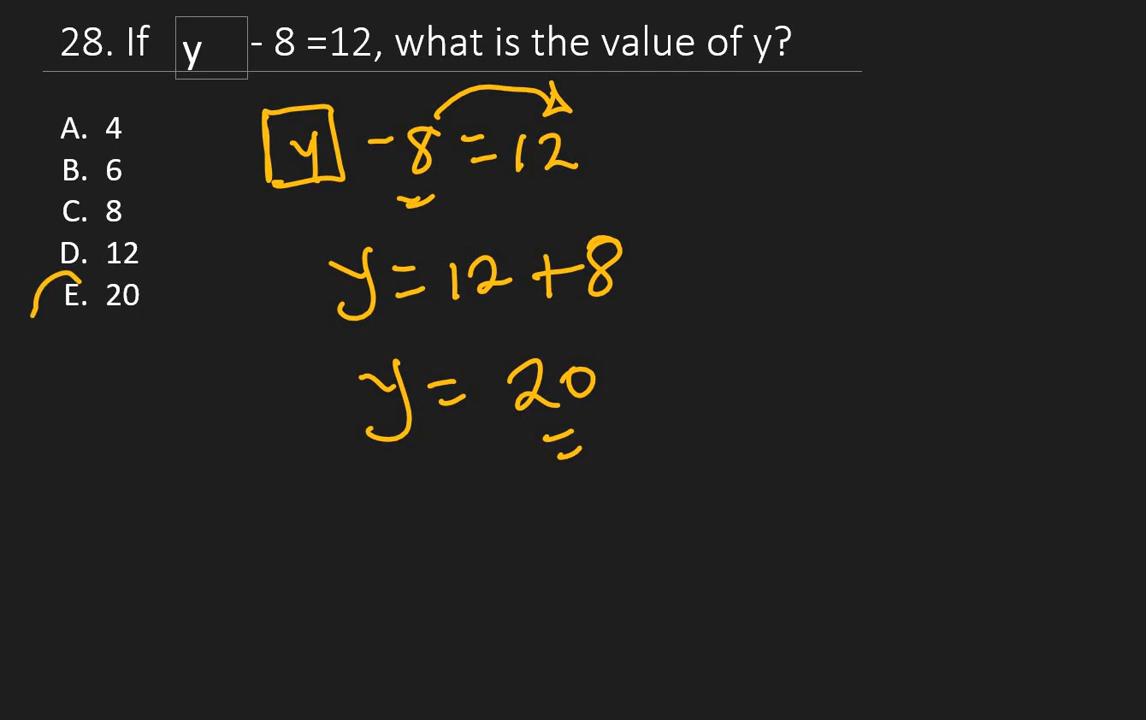 28. If y - 8 =12, what is the value of y?
A. 4
B. 6
C. 8
D. 12
E. 20
y - 8 = 12
y = 12 + 8
y = 20